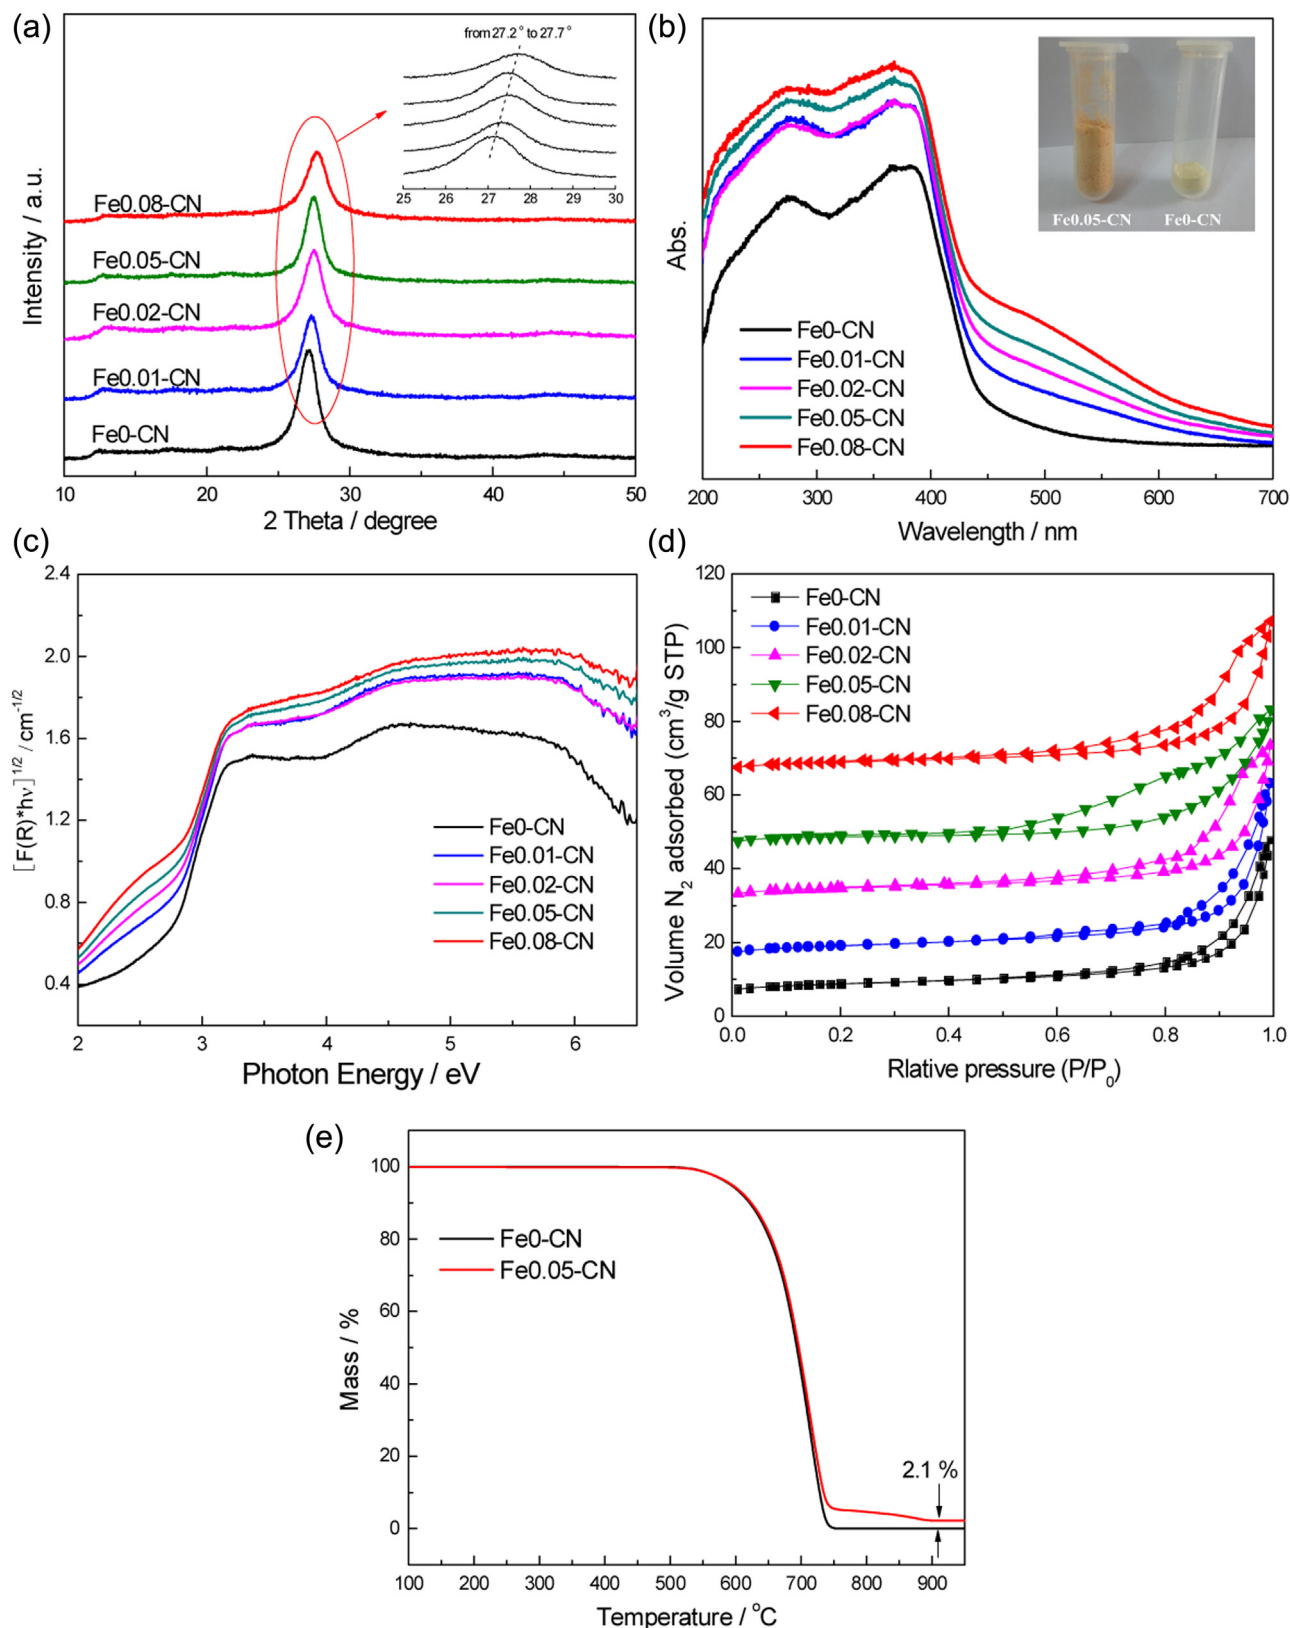 (a)
from 27.2° to 27.7°
25 26 27 28 29 30
Fe0.08-CN
Fe0.05-CN
Fe0.02-CN
Fe0.01-CN
Fe0-CN
Intensity / a.u.
10 20 30 40 50
2 Theta / degree
(b)
Fe0.05-CN Fe0-CN
Abs.
Fe0-CN
Fe0.01-CN
Fe0.02-CN
Fe0.05-CN
Fe0.08-CN
200 300 400 500 600 700
Wavelength / nm
(c)
[F(R)*hν]^1/2 / cm^-1/2
2.4
2.0
1.6
1.2
0.8
0.4
Fe0-CN
Fe0.01-CN
Fe0.02-CN
Fe0.05-CN
Fe0.08-CN
2 3 4 5 6
Photon Energy / eV
(d)
Volume N₂ adsorbed (cm³/g STP)
120
100
80
60
40
20
0
Fe0-CN
Fe0.01-CN
Fe0.02-CN
Fe0.05-CN
Fe0.08-CN
0.0 0.2 0.4 0.6 0.8 1.0
Rlative pressure (P/P₀)
(e)
Mass / %
100
80
60
40
20
0
Fe0-CN
Fe0.05-CN
2.1 %
100 200 300 400 500 600 700 800 900
Temperature / °C